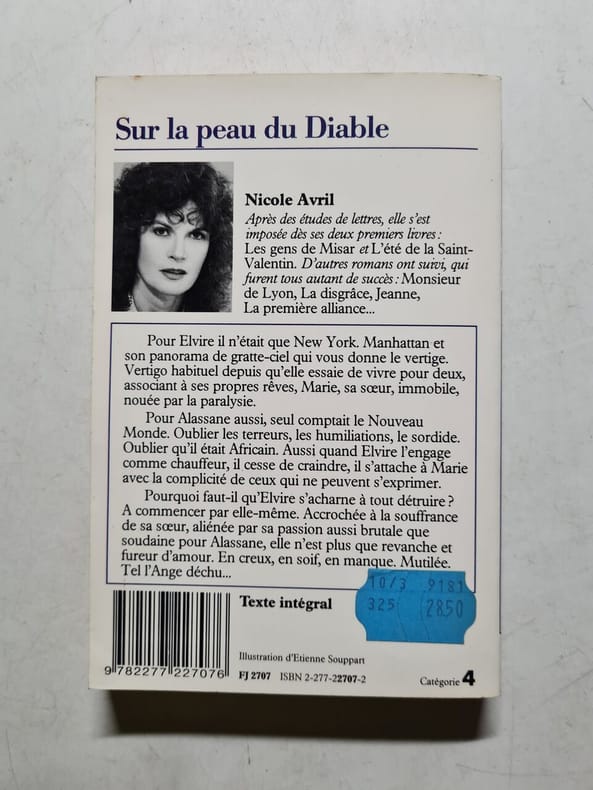 Sur la peau du Diable
Nicole Avril
Après des études de lettres, elle s'est
imposée dès ses deux premiers livres :
Les gens de Misar et L'été de la Saint-
Valentin. D'autres romans ont suivi, qui
furent tous autant de succès : Monsieur
de Lyon, La disgrâce, Jeanne,
La première alliance...
Pour Elvire il n'était que New York. Manhattan et
son panorama de gratte-ciel qui vous donne le vertige.
Vertigo habituel depuis qu'elle essaie de vivre pour deux,
associant à ses propres rêves, Marie, sa sœur, immobile,
nouée par la paralysie.
Pour Alassane aussi, seul comptait le Nouveau
Monde. Oublier les terreurs, les humiliations, le sordide.
Oublier qu'il était Africain. Aussi quand Elvire l'engage
comme chauffeur, il cesse de craindre, il s'attache à Marie
avec la complicité de ceux qui ne peuvent s'exprimer.
Pourquoi faut-il qu'Elvire s'acharne à tout détruire ?
A commencer par elle-même. Accrochée à la souffrance
de sa sœur, aliénée par sa passion aussi brutale que
soudaine pour Alassane, elle n'est plus que revanche et
fureur d'amour. En creux, en soif, en manque. Mutilée.
Tel l'Ange déchu...
10/3 9181
325 2850
Texte intégral
Illustration d'Etienne Souppart
9 782277 227076
FJ 2707 ISBN 2-277-22707-2
Catégorie 4